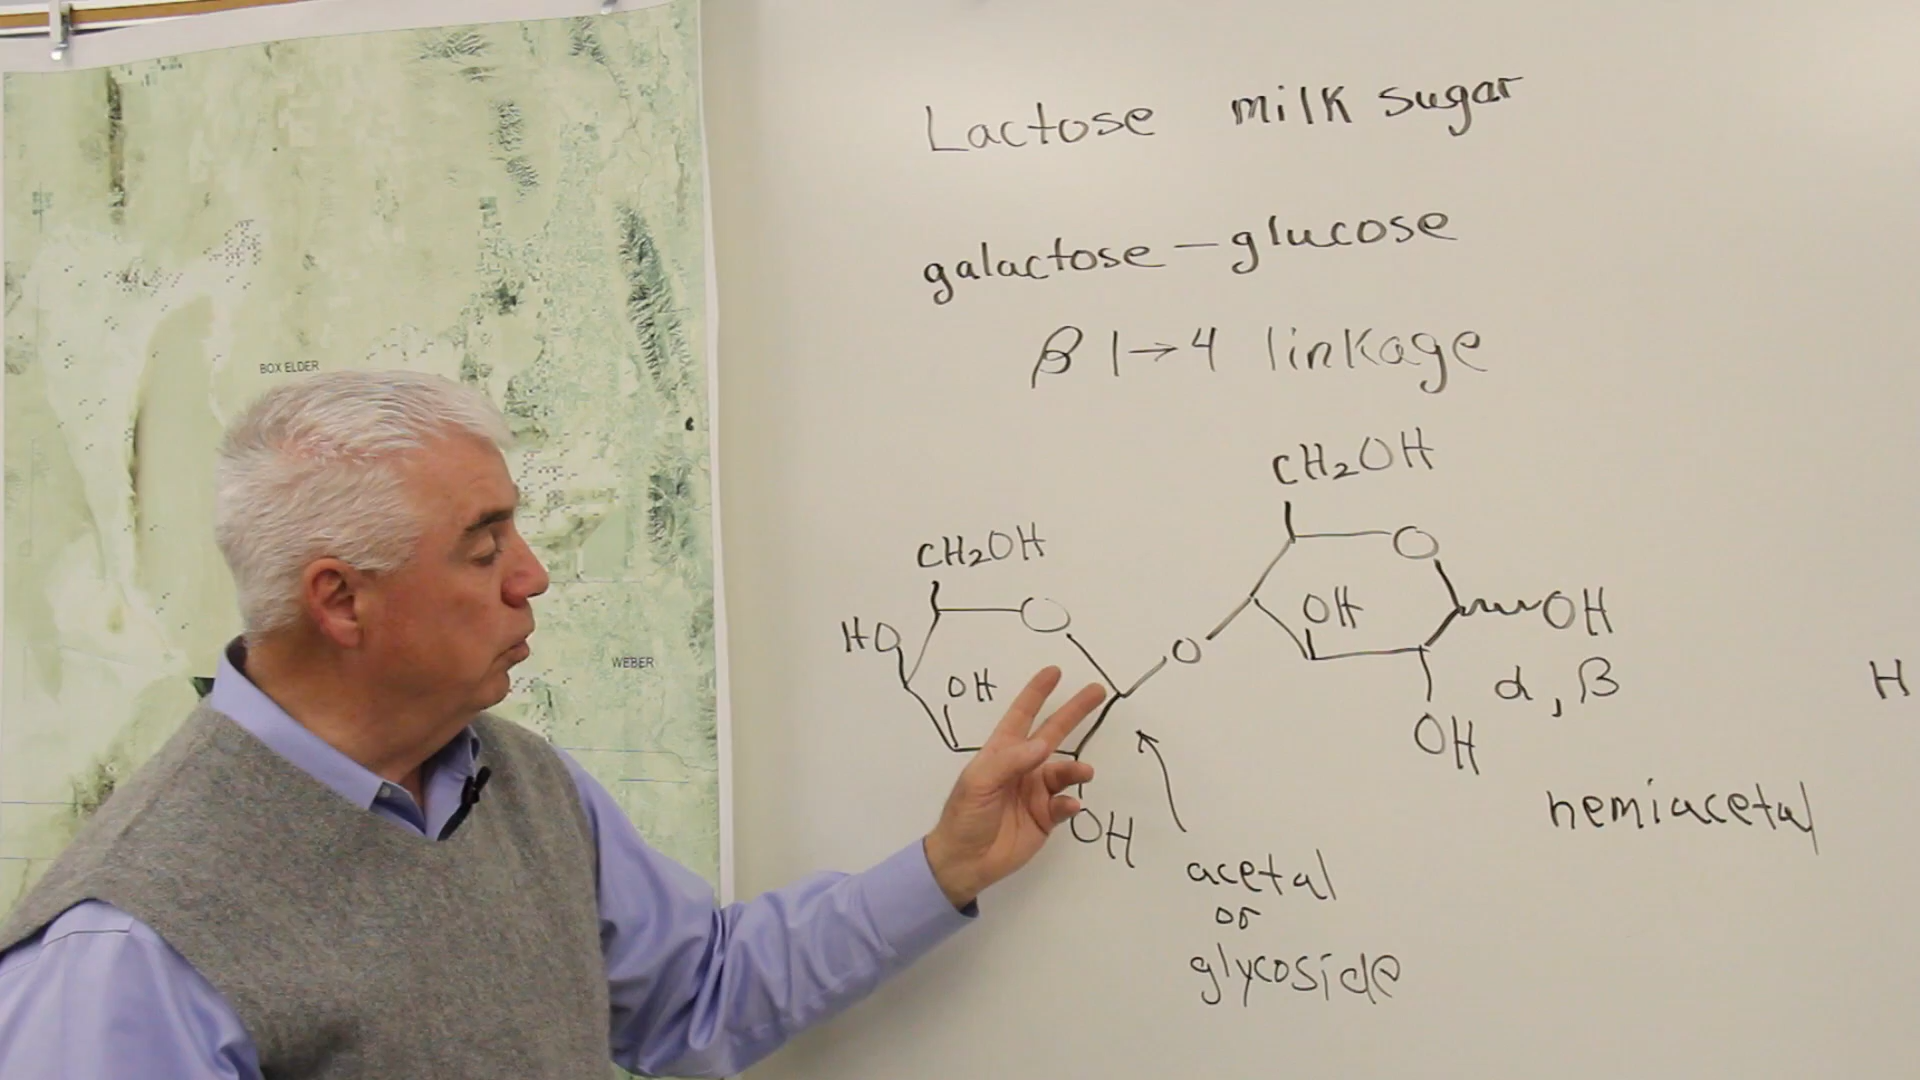 Lactose milk sugar
galactose - glucose
β 1→4 linkage
CH₂OH
O
OH
OH
OH
α, β
hemiacetal
CH₂OH
HO
O
OH
OH
O
acetal
or
glycoside
H
BOX ELDER
WEBER